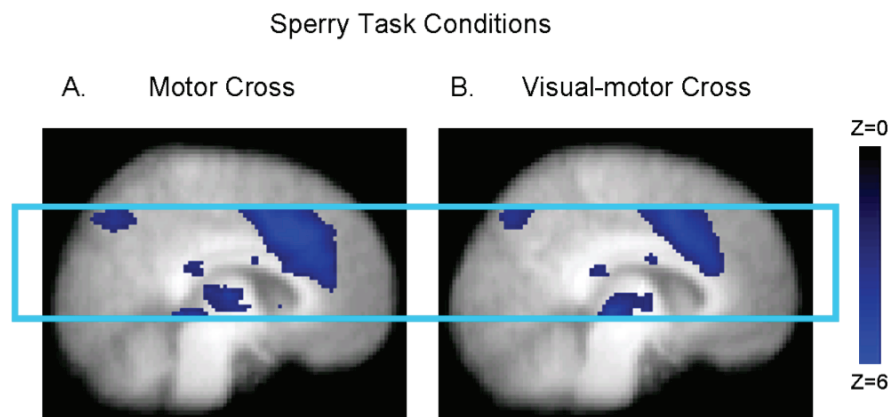 Sperry Task Conditions
A. Motor Cross
B. Visual-motor Cross
Z=0
Z=6